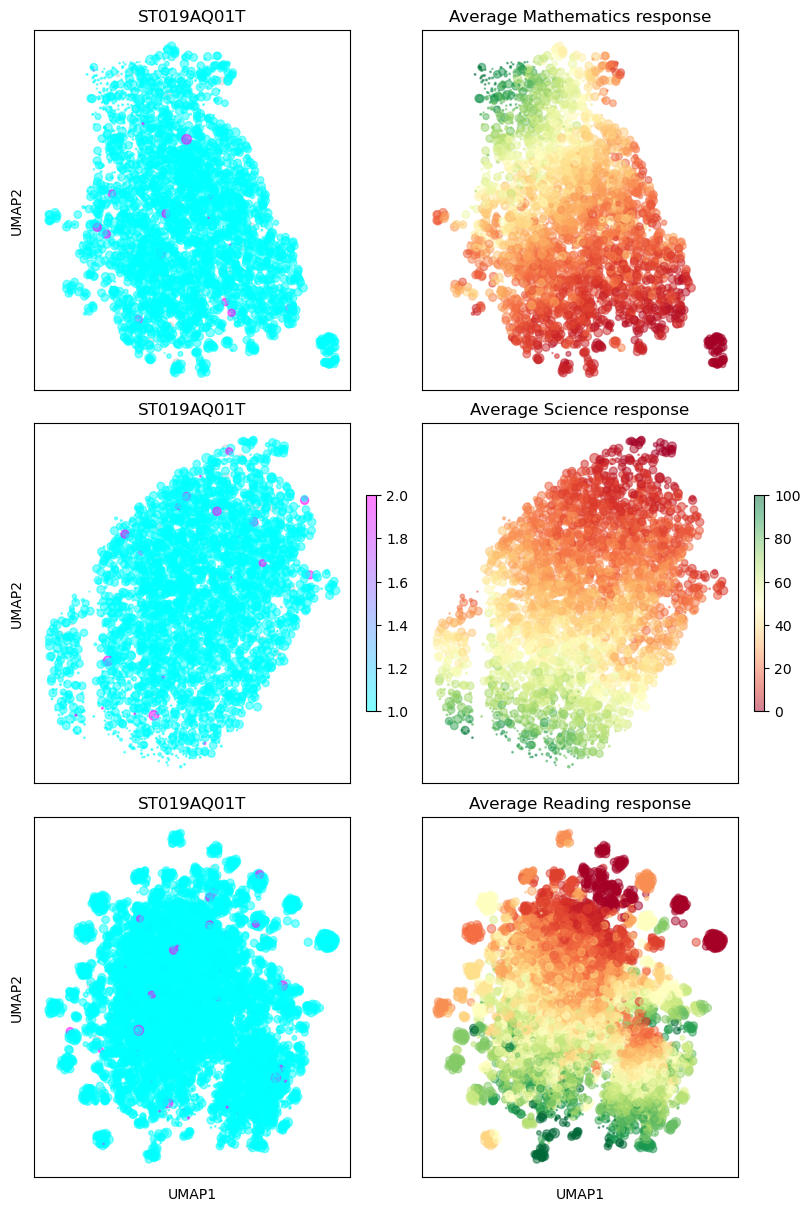 ST019AQ01T
Average Mathematics response
UMAP2
ST019AQ01T
Average Science response
UMAP2
2.0
1.8
1.6
1.4
1.2
1.0
100
80
60
40
20
0
ST019AQ01T
Average Reading response
UMAP2
UMAP1
UMAP1